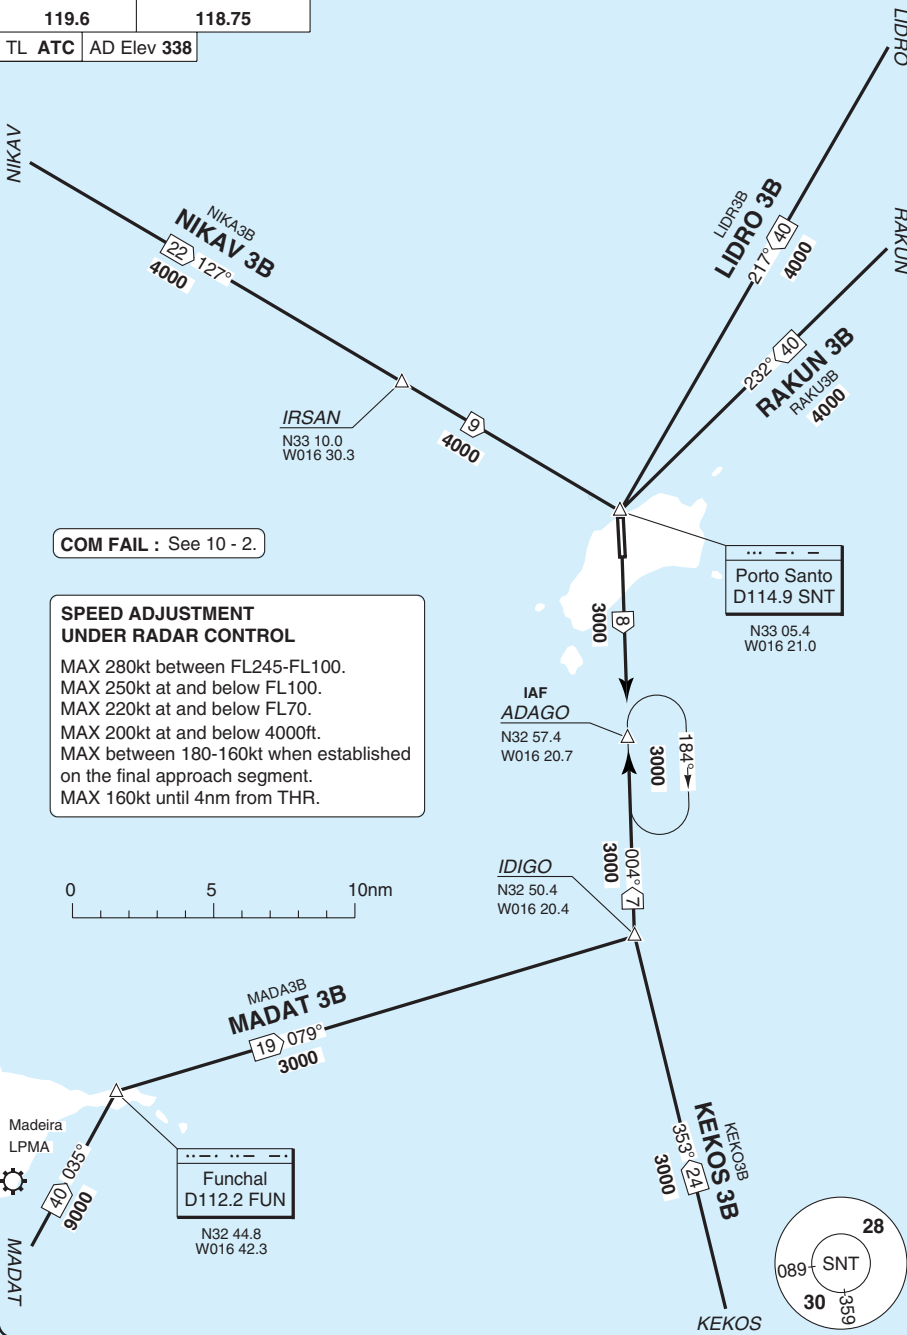 119.6 118.75
TL ATC AD Elev 338
LIDRO
NIKAV
NIKA3B
NIKAV 3B
22 127°
4000
LIDR3B
LIDRO 3B
217° 40
4000
RAKUN
232° 40
RAKUN 3B
RAKU3B
4000
IRSAN
N33 10.0
W016 30.3
9
4000
COM FAIL : See 10 - 2.
Porto Santo
D114.9 SNT
N33 05.4
W016 21.0
SPEED ADJUSTMENT
UNDER RADAR CONTROL
MAX 280kt between FL245-FL100.
MAX 250kt at and below FL100.
MAX 220kt at and below FL70.
MAX 200kt at and below 4000ft.
MAX between 180-160kt when established
on the final approach segment.
MAX 160kt until 4nm from THR.
8
3000
IAF
ADAGO
N32 57.4
W016 20.7
184°
3000
0 5 10nm
IDIGO
N32 50.4
W016 20.4
004° 7
3000
MADA3B
MADAT 3B
19 079°
3000
Madeira
LPMA
40 035°
9000
MADAT
Funchal
D112.2 FUN
N32 44.8
W016 42.3
KEKO3B
KEKOS 3B
353° 24
3000
KEKOS
28
089 SNT
30 359